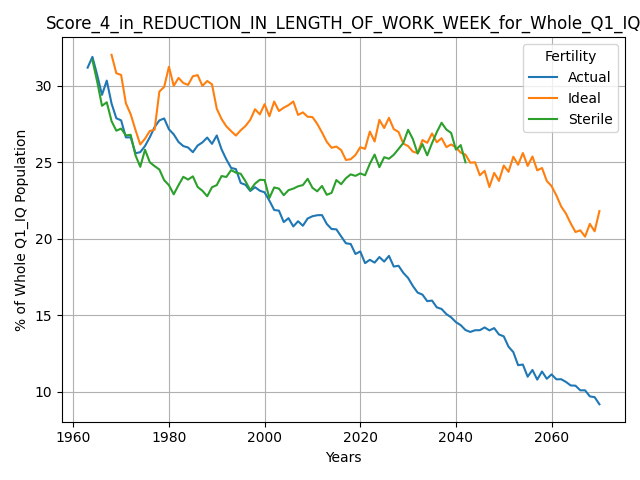 Score_4_in_REDUCTION_IN_LENGTH_OF_WORK_WEEK_for_Whole_Q1_IQ
Fertility
Actual
Ideal
Sterile
% of Whole Q1_IQ Population
30
25
20
15
10
1960
1980
2000
2020
2040
2060
Years